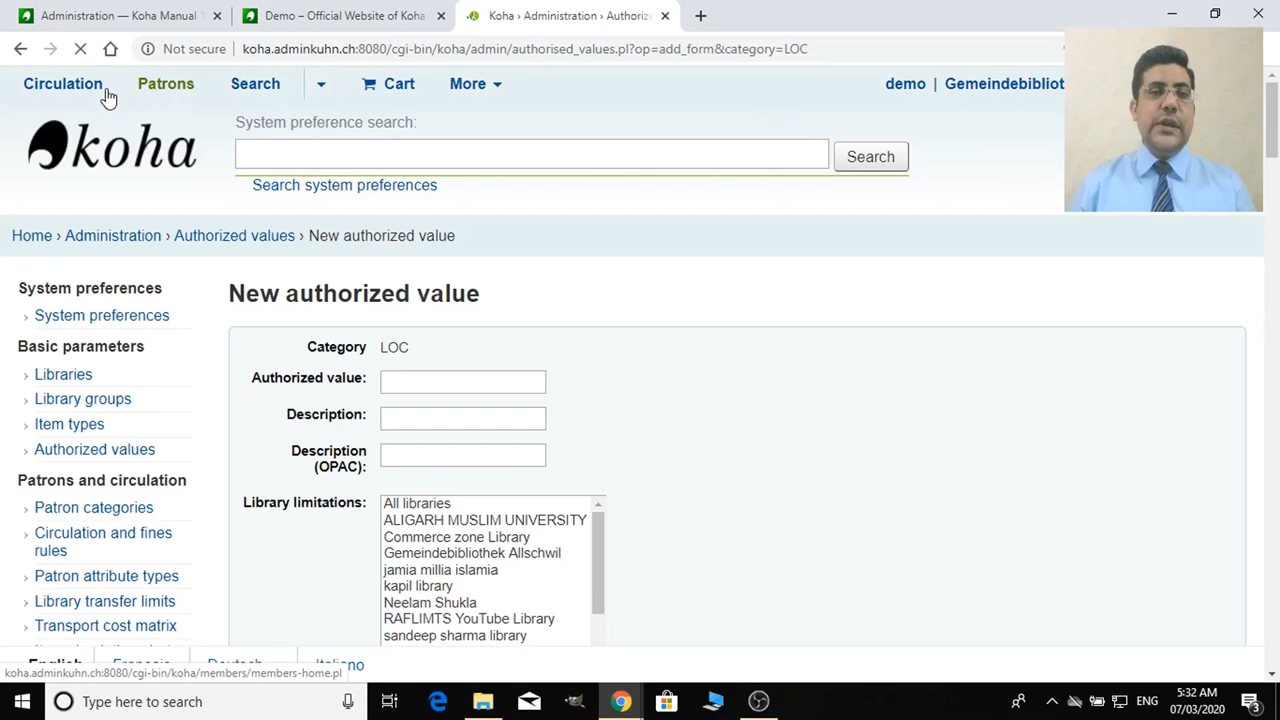 Administration — Koha Manual
Demo – Official Website of Koha
Koha › Administration › Authoriz
Not secure
koha.adminkuhn.ch:8080/cgi-bin/koha/admin/authorised_values.pl?op=add_form&category=LOC
Circulation
Patrons
Search
Cart
More
demo | Gemeindebibliot
koha
System preference search:
Search
Search system preferences
Home › Administration › Authorized values › New authorized value
System preferences
System preferences
Basic parameters
Libraries
Library groups
Item types
Authorized values
Patrons and circulation
Patron categories
Circulation and fines
rules
Patron attribute types
Library transfer limits
Transport cost matrix
New authorized value
Category LOC
Authorized value:
Description:
Description
(OPAC):
Library limitations:
All libraries
ALIGARH MUSLIM UNIVERSITY
Commerce zone Library
Gemeindebibliothek Allschwil
jamia millia islamia
kapil library
Neelam Shukla
RAFLIMTS YouTube Library
sandeep sharma library
English
Français
Deutsch
Italiano
koha.adminkuhn.ch:8080/cgi-bin/koha/members/members-home.pl
Type here to search
ENG
5:32 AM
07/03/2020
3